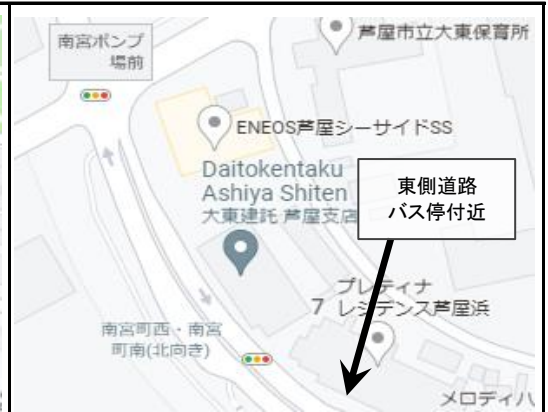 南宮ポンプ
場前
芦屋市立大東保育所
ENEOS芦屋シーサイドSS
Daitokentaku
Ashiya Shiten
大東建託 芦屋支店
東側道路
バス停付近
プレティナ
7 レジデンス芦屋浜
南宮町西・南宮
町南(北向き)
メロディハ